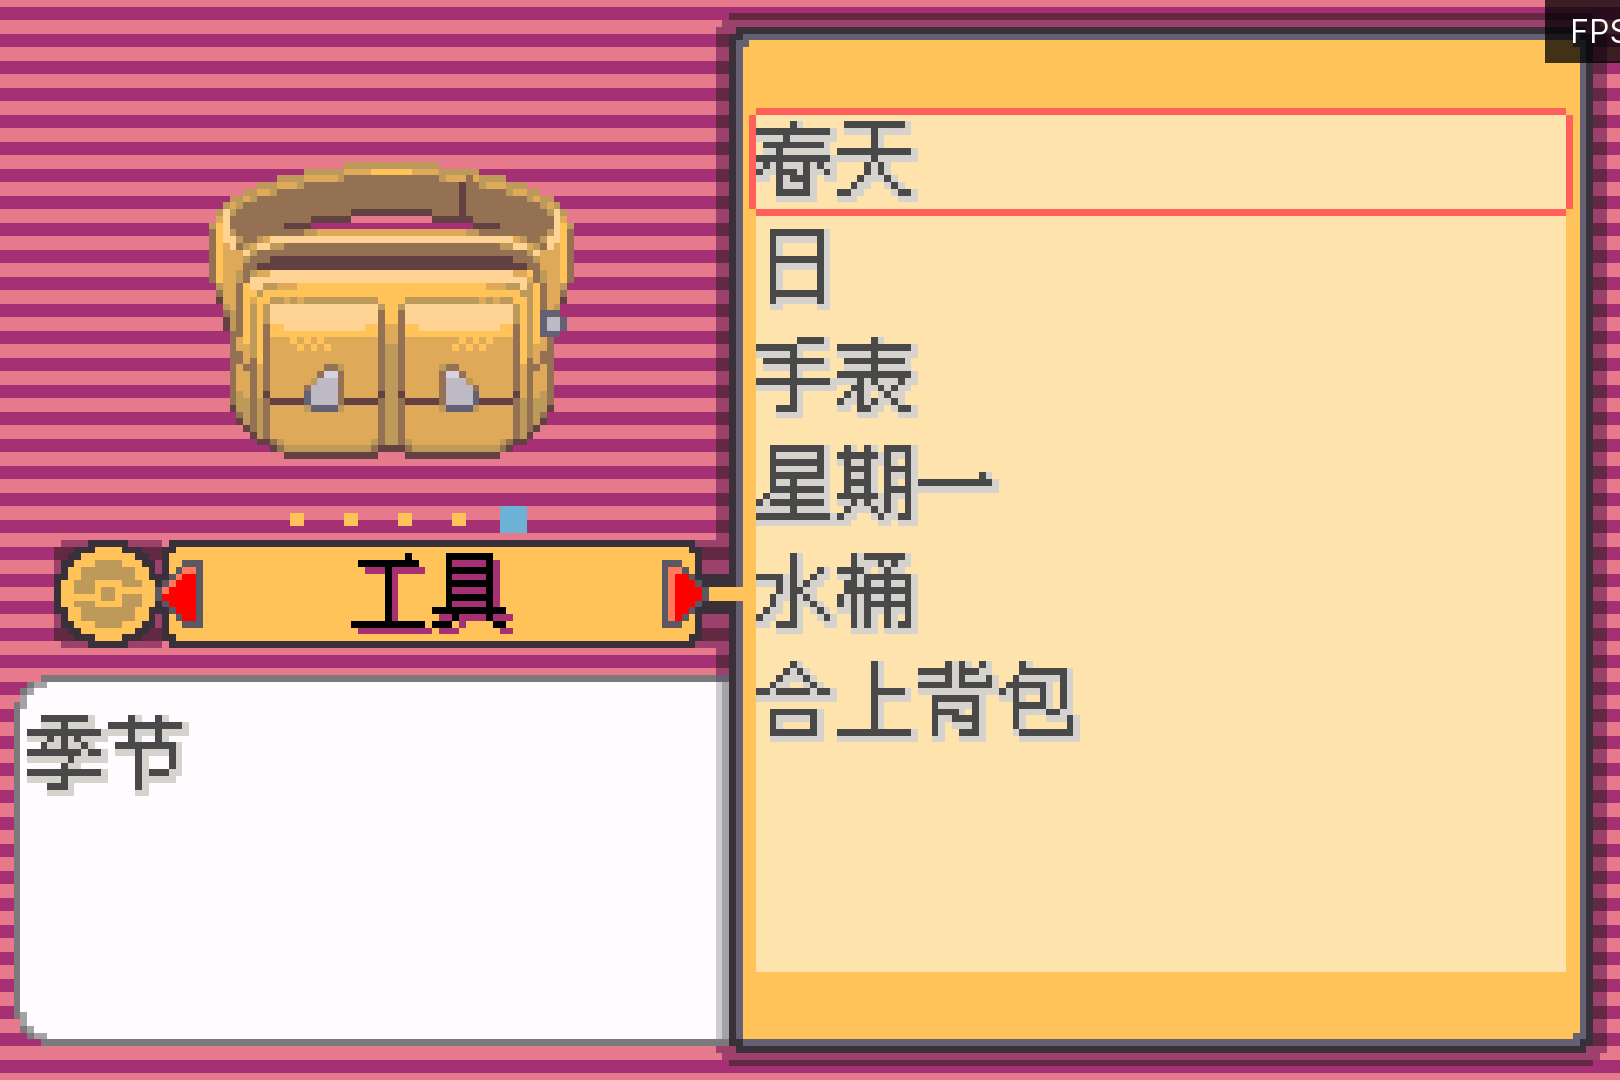 FPS
春天
日
手表
星期一
水桶
合上背包
工具
季节